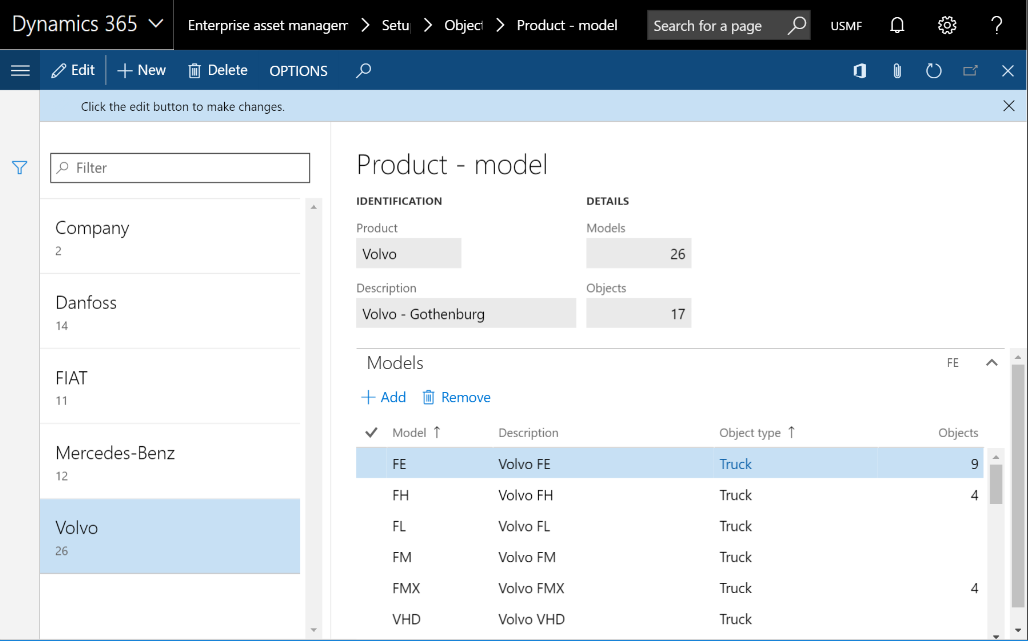 Dynamics 365
Enterprise asset managem Setu Objec Product - model
Search for a page
USMF
?
Edit New Delete OPTIONS
Click the edit button to make changes.
Filter
Company
2
Danfoss
14
FIAT
11
Mercedes-Benz
12
Volvo
26
Product - model
IDENTIFICATION DETAILS
Product Models
Volvo 26
Description Objects
Volvo - Gothenburg 17
Models FE
Add Remove
Model Description Object type Objects
FE Volvo FE Truck 9
FH Volvo FH Truck 4
FL Volvo FL Truck
FM Volvo FM Truck
FMX Volvo FMX Truck 4
VHD Volvo VHD Truck